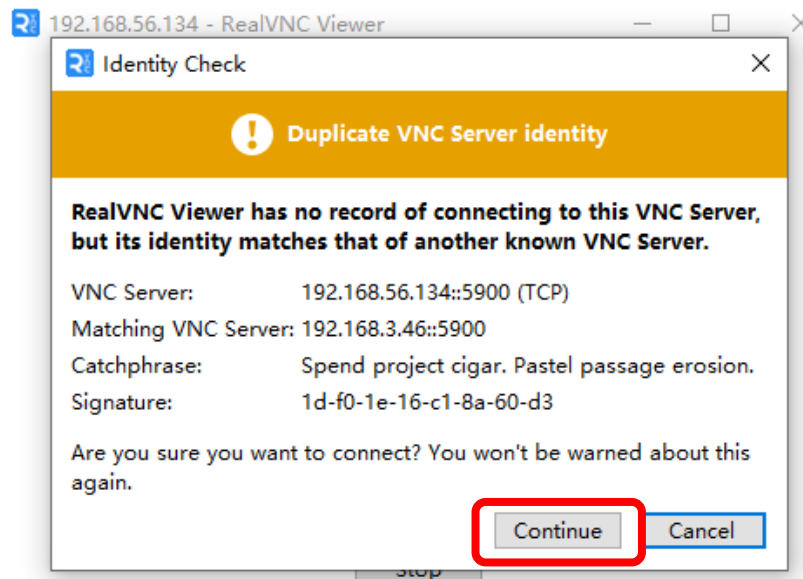 192.168.56.134 - RealVNC Viewer
Identity Check
Duplicate VNC Server identity
RealVNC Viewer has no record of connecting to this VNC Server,
but its identity matches that of another known VNC Server.
VNC Server: 192.168.56.134::5900 (TCP)
Matching VNC Server: 192.168.3.46::5900
Catchphrase: Spend project cigar. Pastel passage erosion.
Signature: 1d-f0-1e-16-c1-8a-60-d3
Are you sure you want to connect? You won't be warned about this
again.
Continue Cancel
Stop